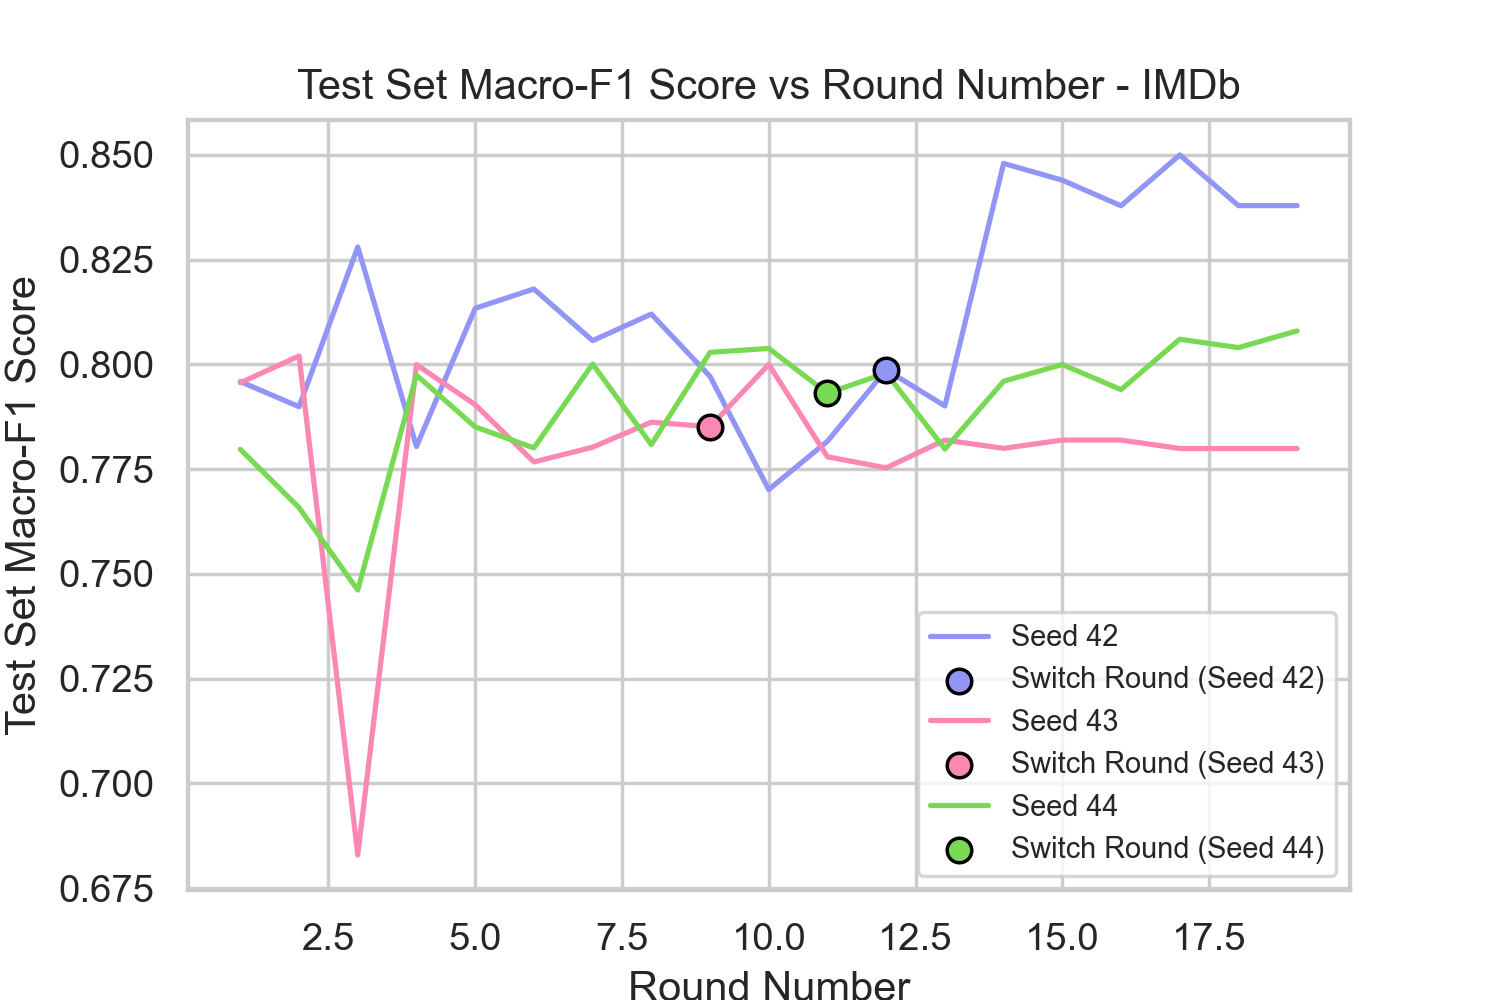 Test Set Macro-F1 Score vs Round Number - IMDb
Test Set Macro-F1 Score
0.850
0.825
0.800
0.775
0.750
0.725
0.700
0.675
Seed 42
Switch Round (Seed 42)
Seed 43
Switch Round (Seed 43)
Seed 44
Switch Round (Seed 44)
2.5 5.0 7.5 10.0 12.5 15.0 17.5
Round Number